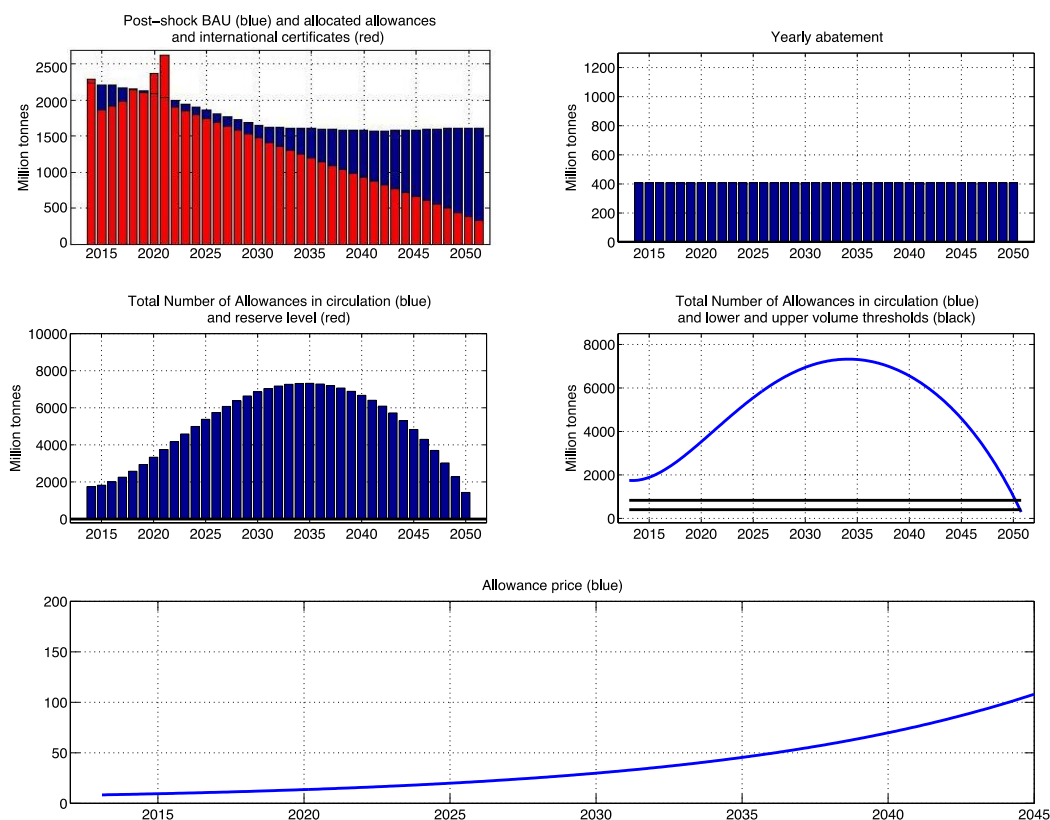 Post−shock BAU (blue) and allocated allowances
and international certificates (red)
Million tonnes
2500
2000
1500
1000
500
0
2015 2020 2025 2030 2035 2040 2045 2050
Yearly abatement
Million tonnes
1200
1000
800
600
400
200
0
2015 2020 2025 2030 2035 2040 2045 2050
Total Number of Allowances in circulation (blue)
and reserve level (red)
Million tonnes
10000
8000
6000
4000
2000
0
2015 2020 2025 2030 2035 2040 2045 2050
Total Number of Allowances in circulation (blue)
and lower and upper volume thresholds (black)
Million tonnes
8000
6000
4000
2000
0
2015 2020 2025 2030 2035 2040 2045 2050
Allowance price (blue)
200
150
100
50
0
2015 2020 2025 2030 2035 2040 2045